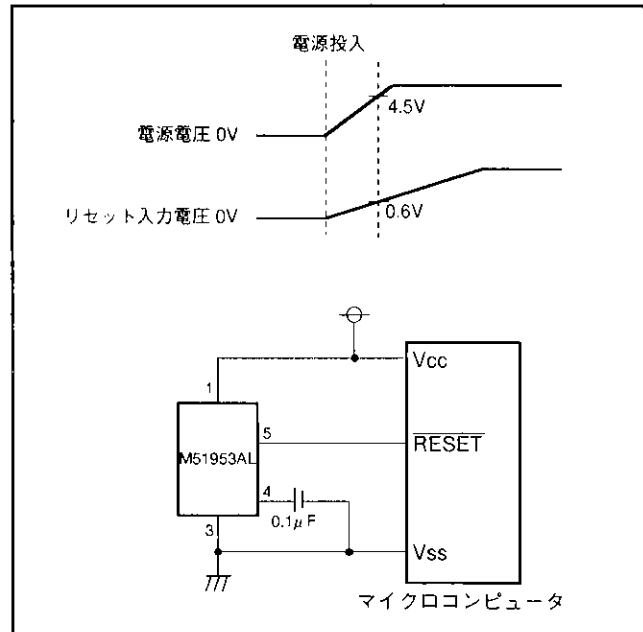 電源投入
4.5V
電源電圧 0V
リセット入力電圧 0V
0.6V
Vcc
1
M51953AL
5
RESET
4
0.1μF
3
Vss
マイクロコンピュータ